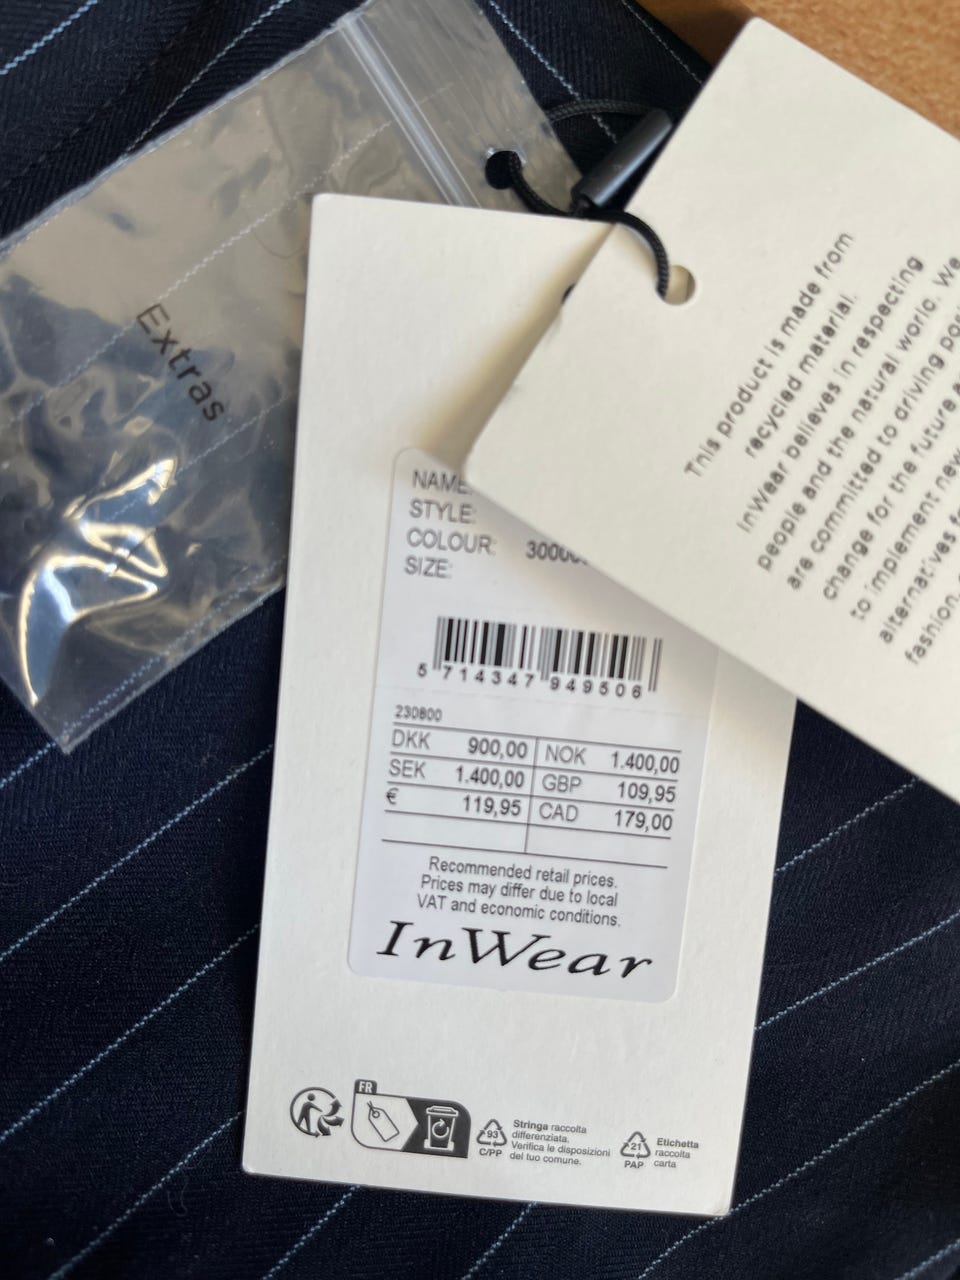 Extras
This product is made from
recycled material.
InWear believes in respecting
people and the natural world. We
are committed to driving
change for the future
to implement new
alternatives
fashion.
NAME:
STYLE:
COLOUR:
SIZE:
5 714347 949506
230800
DKK 900,00 NOK 1.400,00
SEK 1.400,00 GBP 109,95
€ 119,95 CAD 179,00
Recommended retail prices.
Prices may differ due to local
VAT and economic conditions.
InWear
FR
93
C/PP
Stringa raccolta
differenziata.
Verifica le disposizioni
del tuo comune.
21
PAP
Etichetta
raccolta
carta